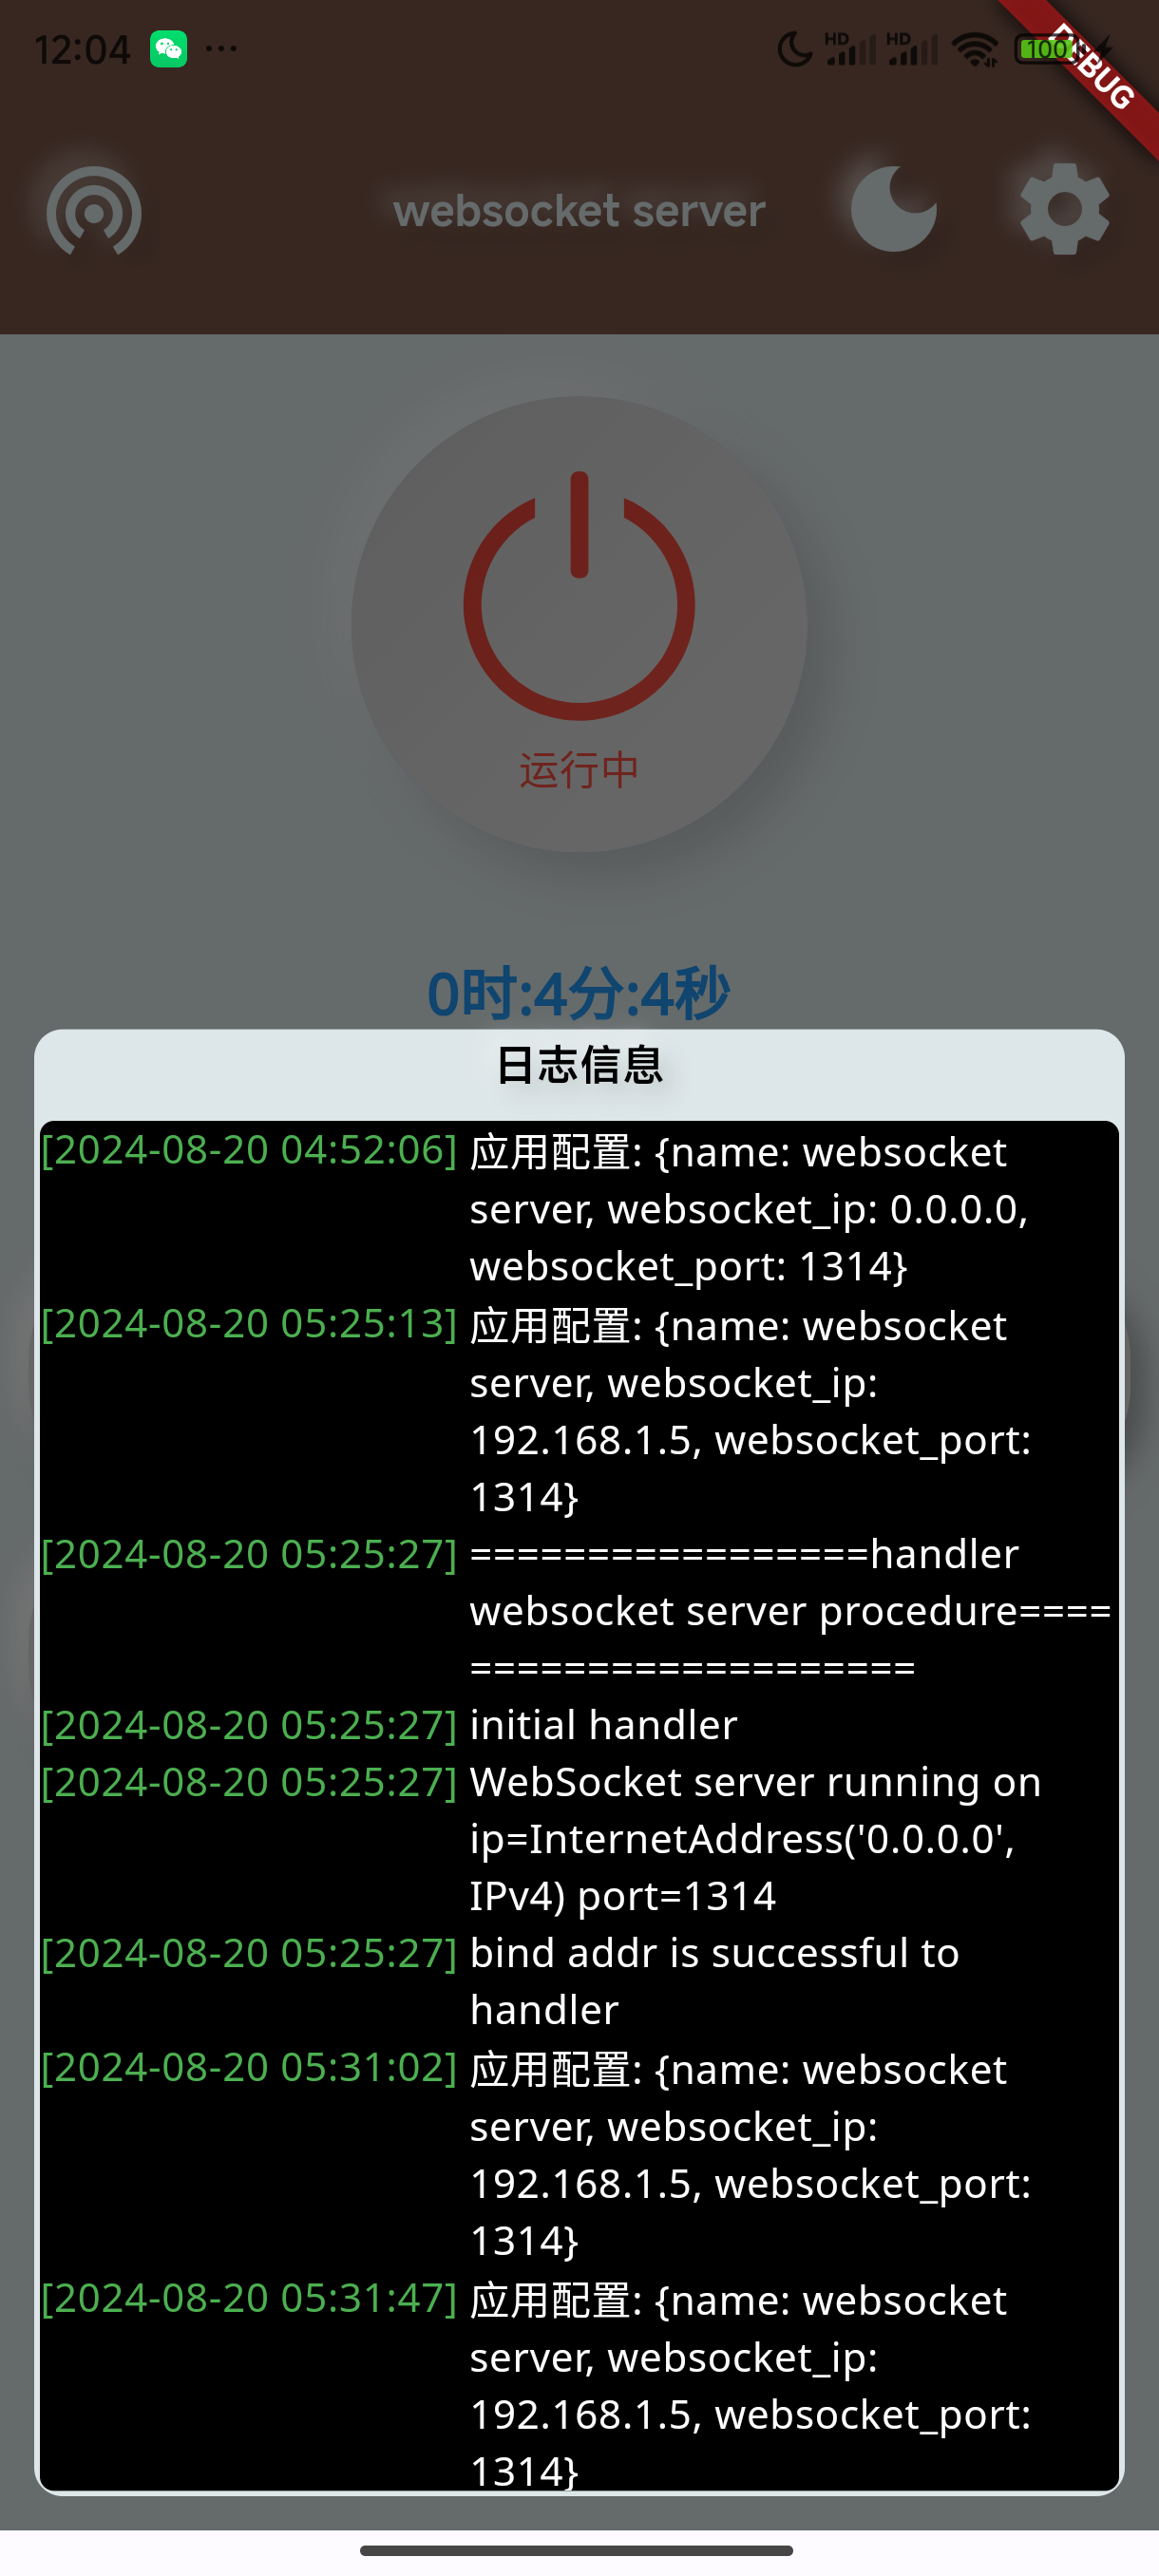 12:04
HD
HD
100
DEBUG
websocket server
运行中
0时:4分:4秒
日志信息
[2024-08-20 04:52:06] 应用配置: {name: websocket
server, websocket_ip: 0.0.0.0,
websocket_port: 1314}
[2024-08-20 05:25:13] 应用配置: {name: websocket
server, websocket_ip:
192.168.1.5, websocket_port:
1314}
[2024-08-20 05:25:27] =================handler
websocket server procedure====
===================
[2024-08-20 05:25:27] initial handler
[2024-08-20 05:25:27] WebSocket server running on
ip=InternetAddress('0.0.0.0',
IPv4) port=1314
[2024-08-20 05:25:27] bind addr is successful to
handler
[2024-08-20 05:31:02] 应用配置: {name: websocket
server, websocket_ip:
192.168.1.5, websocket_port:
1314}
[2024-08-20 05:31:47] 应用配置: {name: websocket
server, websocket_ip:
192.168.1.5, websocket_port:
1314}